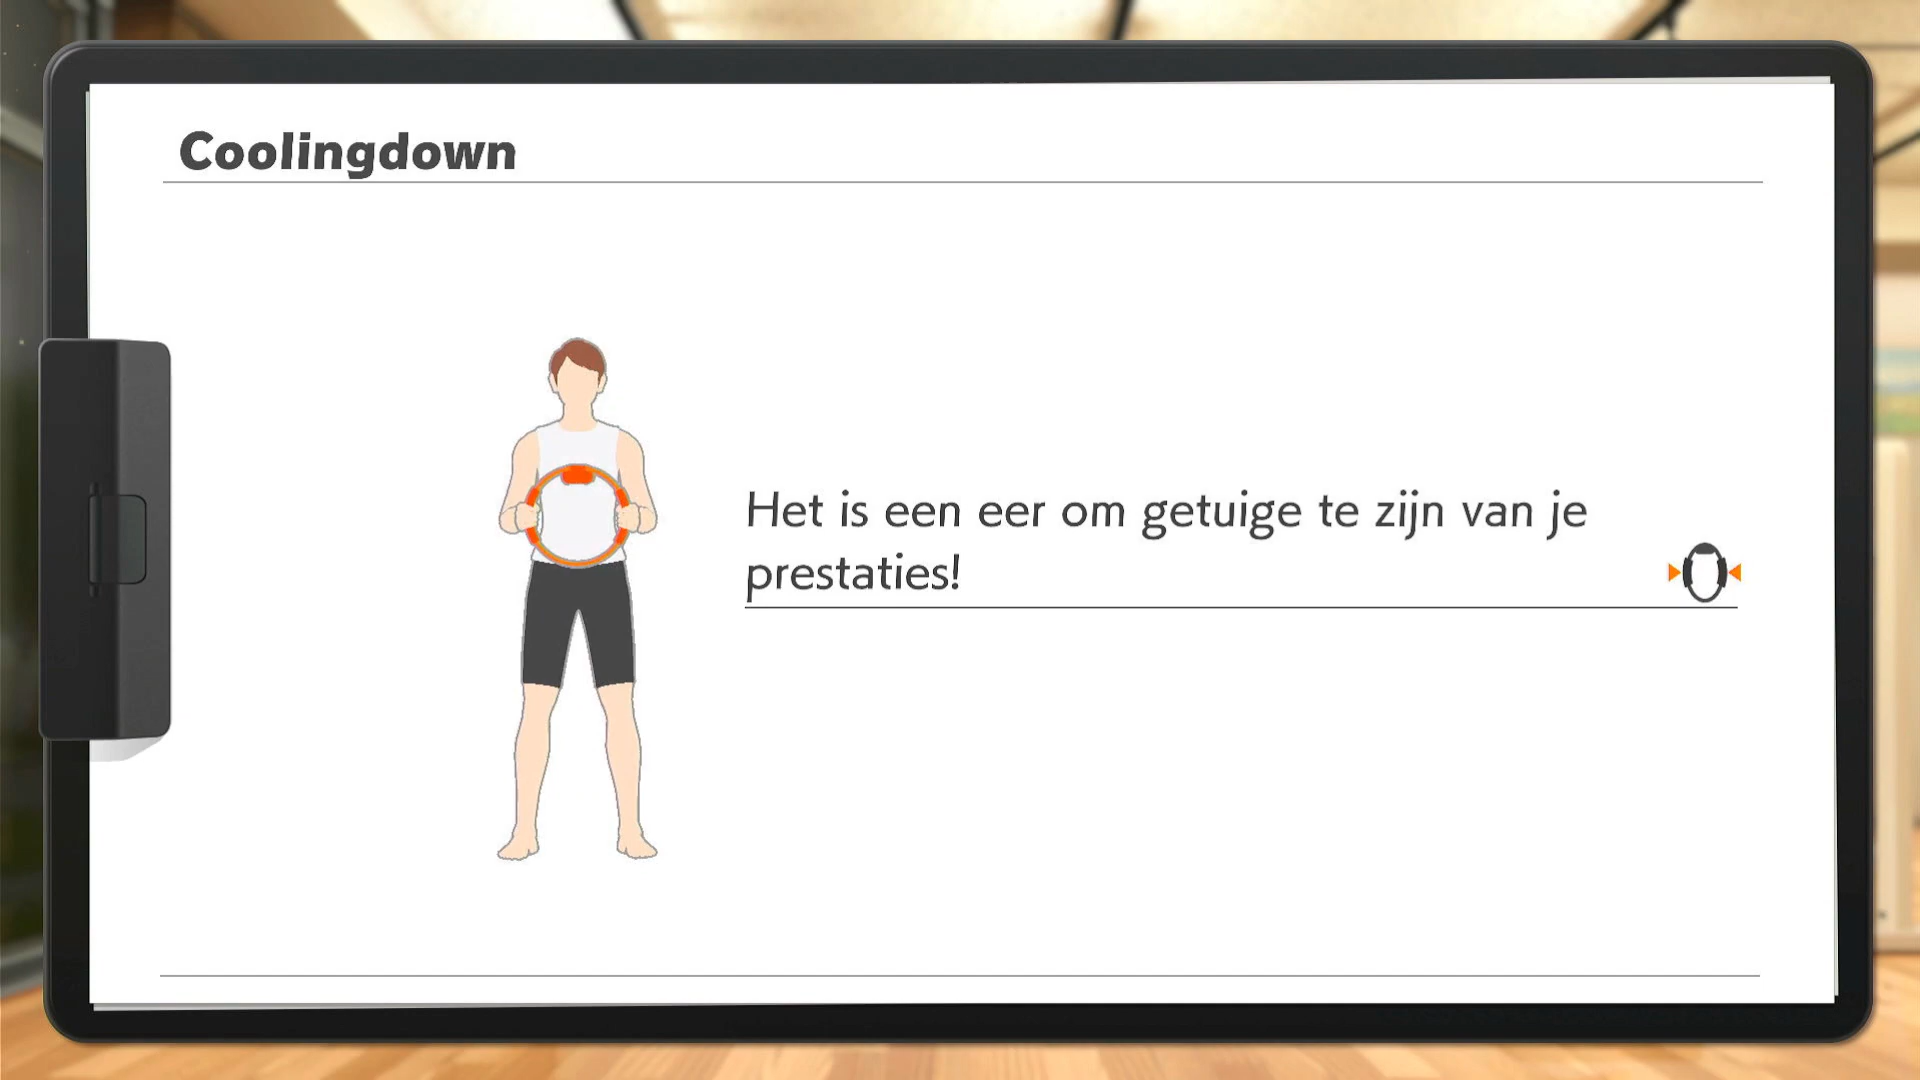 Coolingdown
Het is een eer om getuige te zijn van je
prestaties!